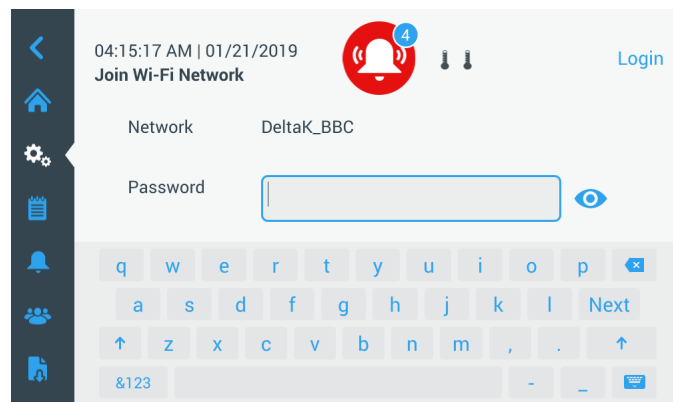 04:15:17 AM | 01/21/2019
4
Login
Join Wi-Fi Network
Network DeltaK_BBC
Password
q w e r t y u i o p
a s d f g h j k l Next
z x c v b n m , .
&123 - _